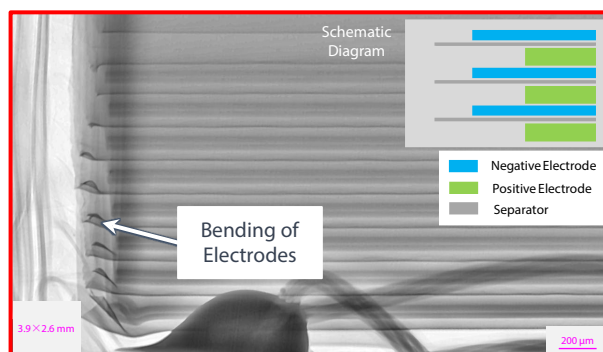 Schematic
Diagram
Negative Electrode
Positive Electrode
Separator
Bending of
Electrodes
3.9×2.6 mm
200 µm